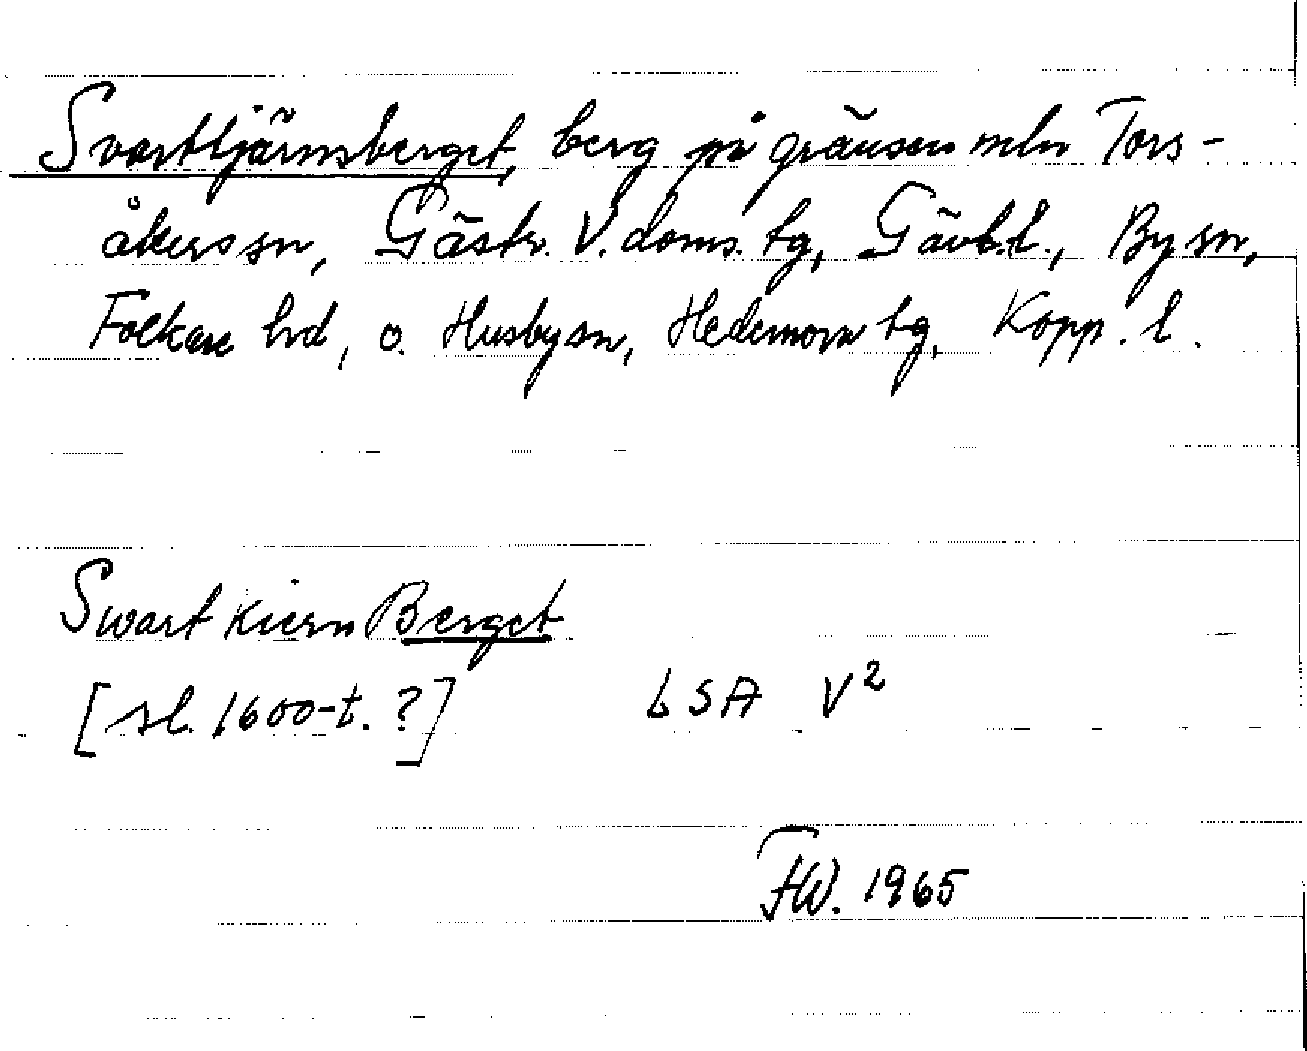 Svarttjärnsberget, berg på gränsen mln Tors-
åkers sn, Gästr. V. doms. tg, Gävleb. l., By sn,
Folkare hd, o. Husby sn, Hedemora tg, Kopp. l.
Swart Kiern Berget
[sl. 1600-t. ?] LSA V²
FW. 1965